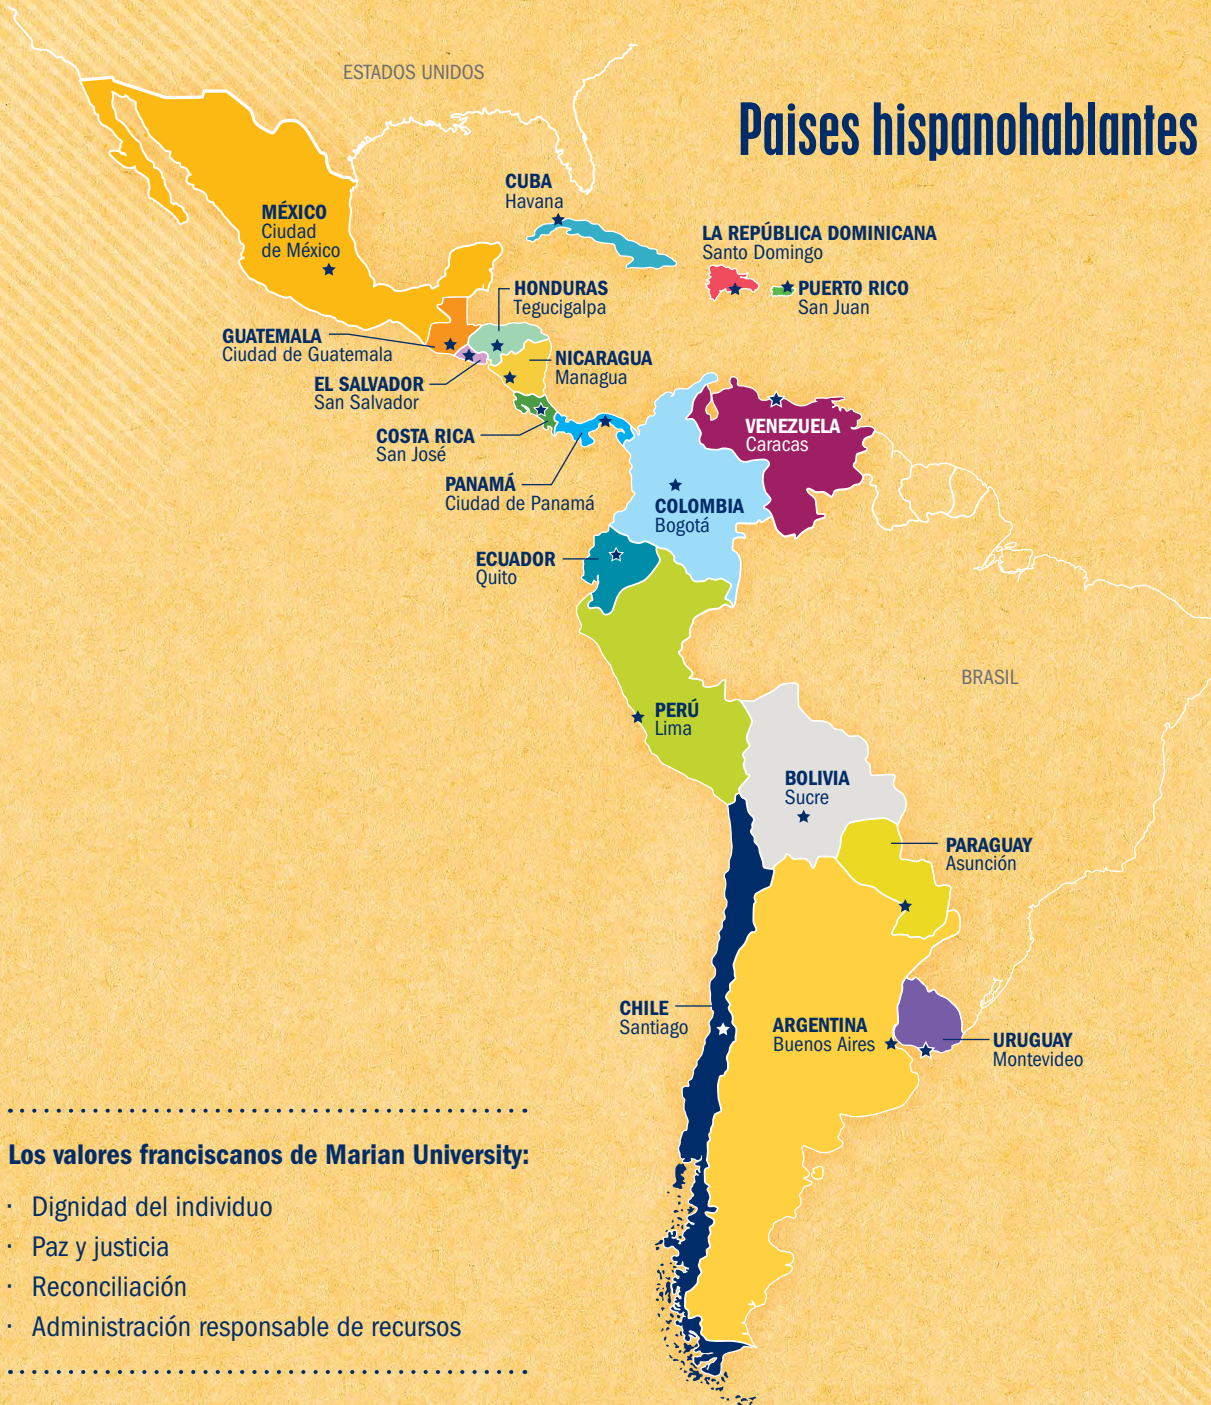 ESTADOS UNIDOS
Paises hispanohablantes
CUBA
Havana
MÉXICO
Ciudad
de México
LA REPÚBLICA DOMINICANA
Santo Domingo
HONDURAS
Tegucigalpa
PUERTO RICO
San Juan
GUATEMALA
Ciudad de Guatemala
NICARAGUA
Managua
EL SALVADOR
San Salvador
COSTA RICA
San José
VENEZUELA
Caracas
PANAMÁ
Ciudad de Panamá
COLOMBIA
Bogotá
ECUADOR
Quito
BRASIL
PERÚ
Lima
BOLIVIA
Sucre
PARAGUAY
Asunción
CHILE
Santiago
ARGENTINA
Buenos Aires
URUGUAY
Montevideo
Los valores franciscanos de Marian University:
· Dignidad del individuo
· Paz y justicia
· Reconciliación
· Administración responsable de recursos